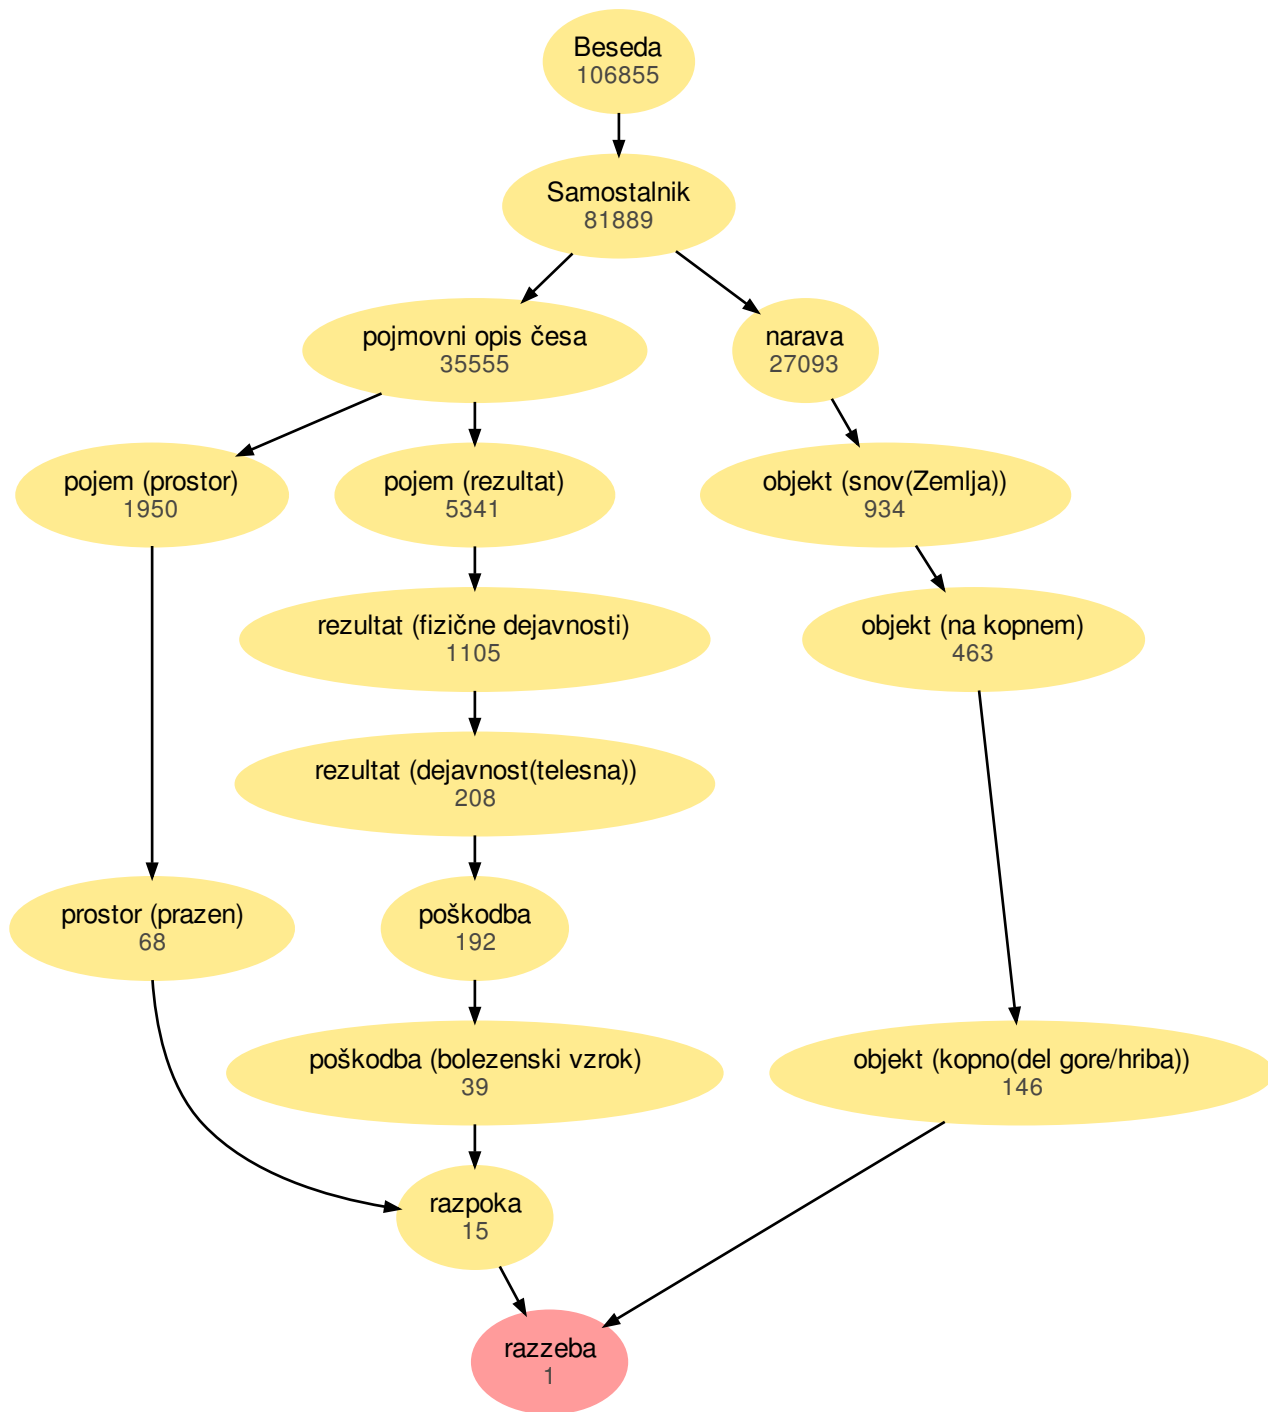 Beseda
106855
Samostalnik
81889
pojmovni opis česa
35555
narava
27093
pojem (prostor)
1950
pojem (rezultat)
5341
objekt (snov(Zemlja))
934
rezultat (fizične dejavnosti)
1105
objekt (na kopnem)
463
rezultat (dejavnost(telesna))
208
prostor (prazen)
68
poškodba
192
poškodba (bolezenski vzrok)
39
objekt (kopno(del gore/hriba))
146
razpoka
15
razzeba
1